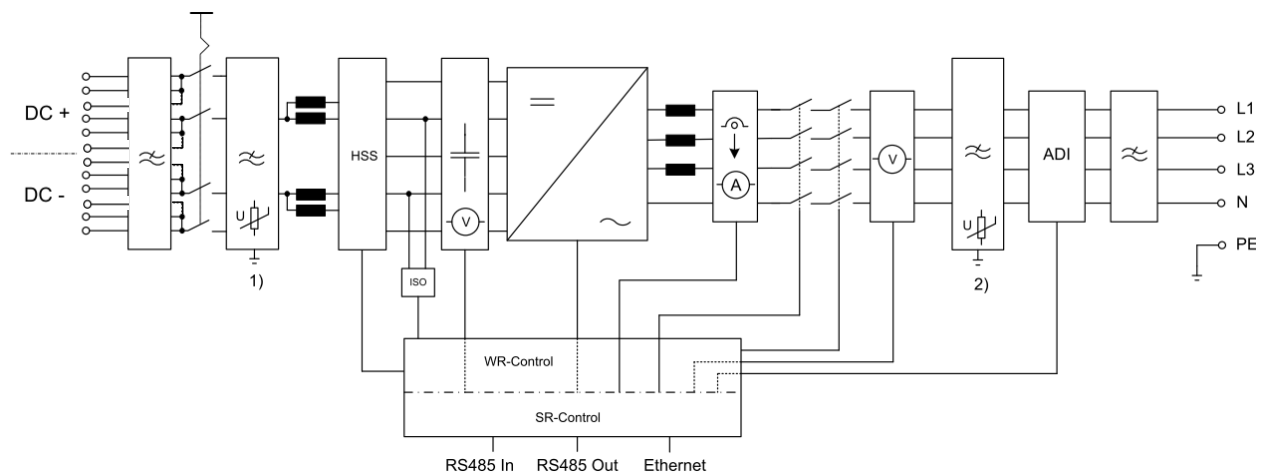 DC +
DC -
U
1)
HSS
V
ISO
A
V
U
2)
ADI
L1
L2
L3
N
PE
WR-Control
SR-Control
RS485 In
RS485 Out
Ethernet